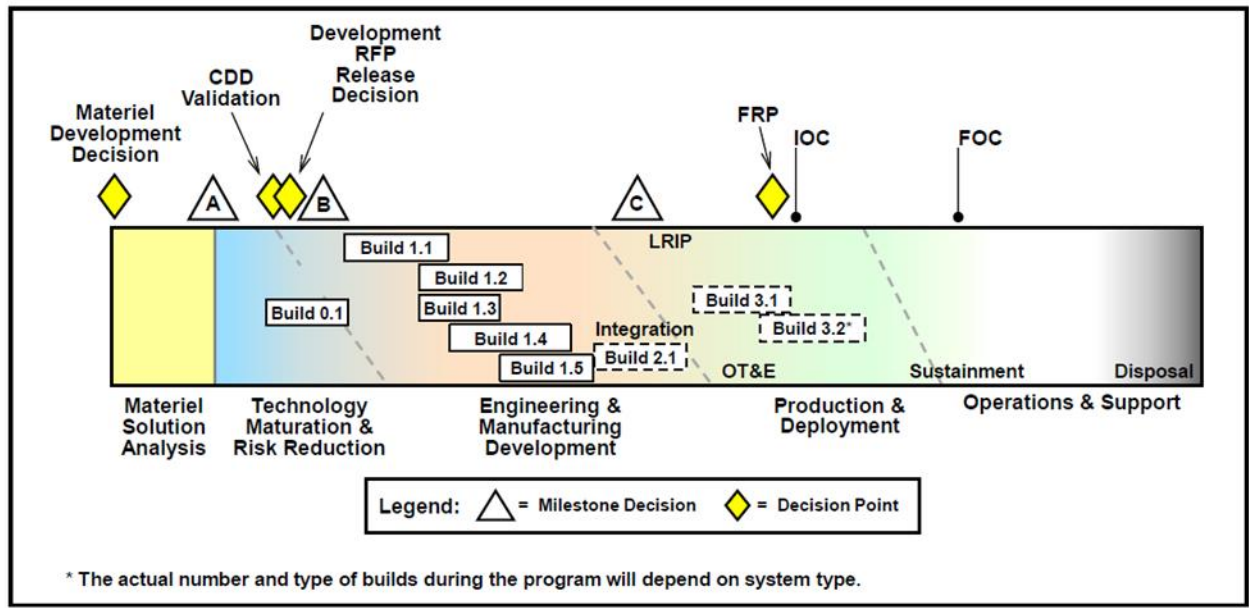 Materiel
Development
Decision
CDD
Validation
Development
RFP
Release
Decision
FRP
IOC
FOC
A
B
C
LRIP
Build 1.1
Build 1.2
Build 0.1
Build 1.3
Build 1.4
Build 1.5
Integration
Build 2.1
Build 3.1
Build 3.2*
OT&E
Sustainment
Disposal
Materiel
Solution
Analysis
Technology
Maturation &
Risk Reduction
Engineering &
Manufacturing
Development
Production &
Deployment
Operations & Support
Legend: = Milestone Decision = Decision Point
* The actual number and type of builds during the program will depend on system type.